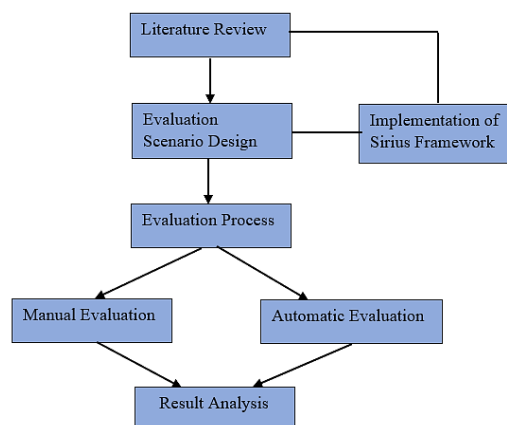 Literature Review
Evaluation
Scenario Design
Implementation of
Sirius Framework
Evaluation Process
Manual Evaluation
Automatic Evaluation
Result Analysis